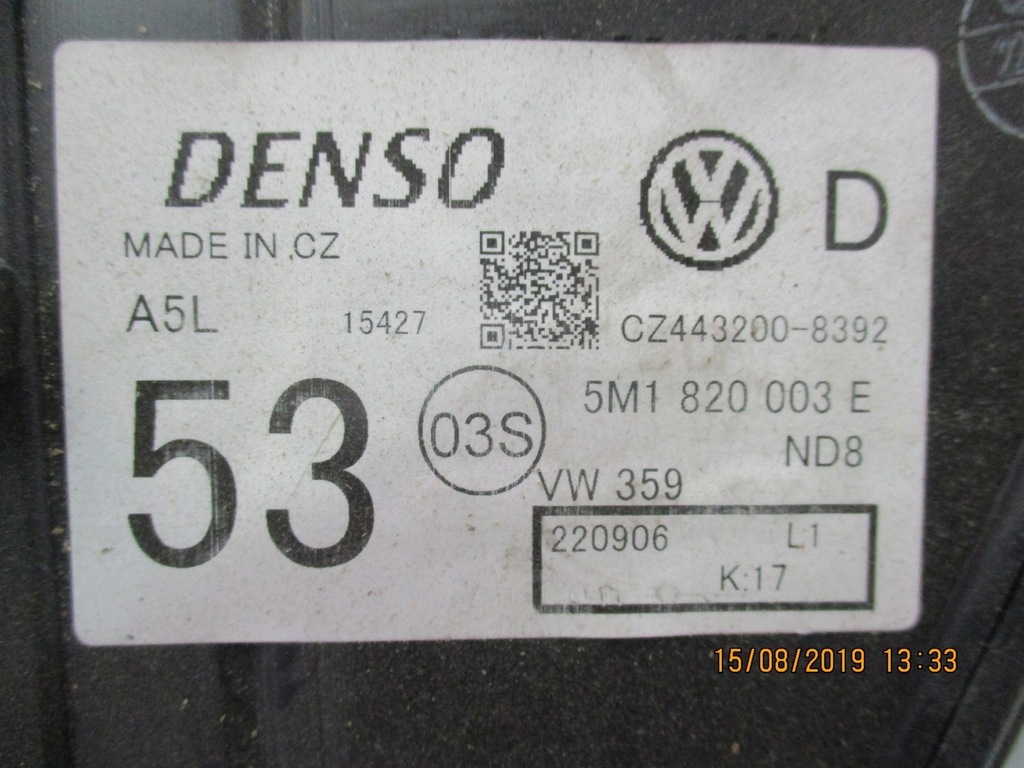 DENSO
D
MADE IN CZ
A5L 15427 CZ443200-8392
5M1 820 003 E
53 03S
ND8
VW 359
220906 L1
K:17
15/08/2019 13:33